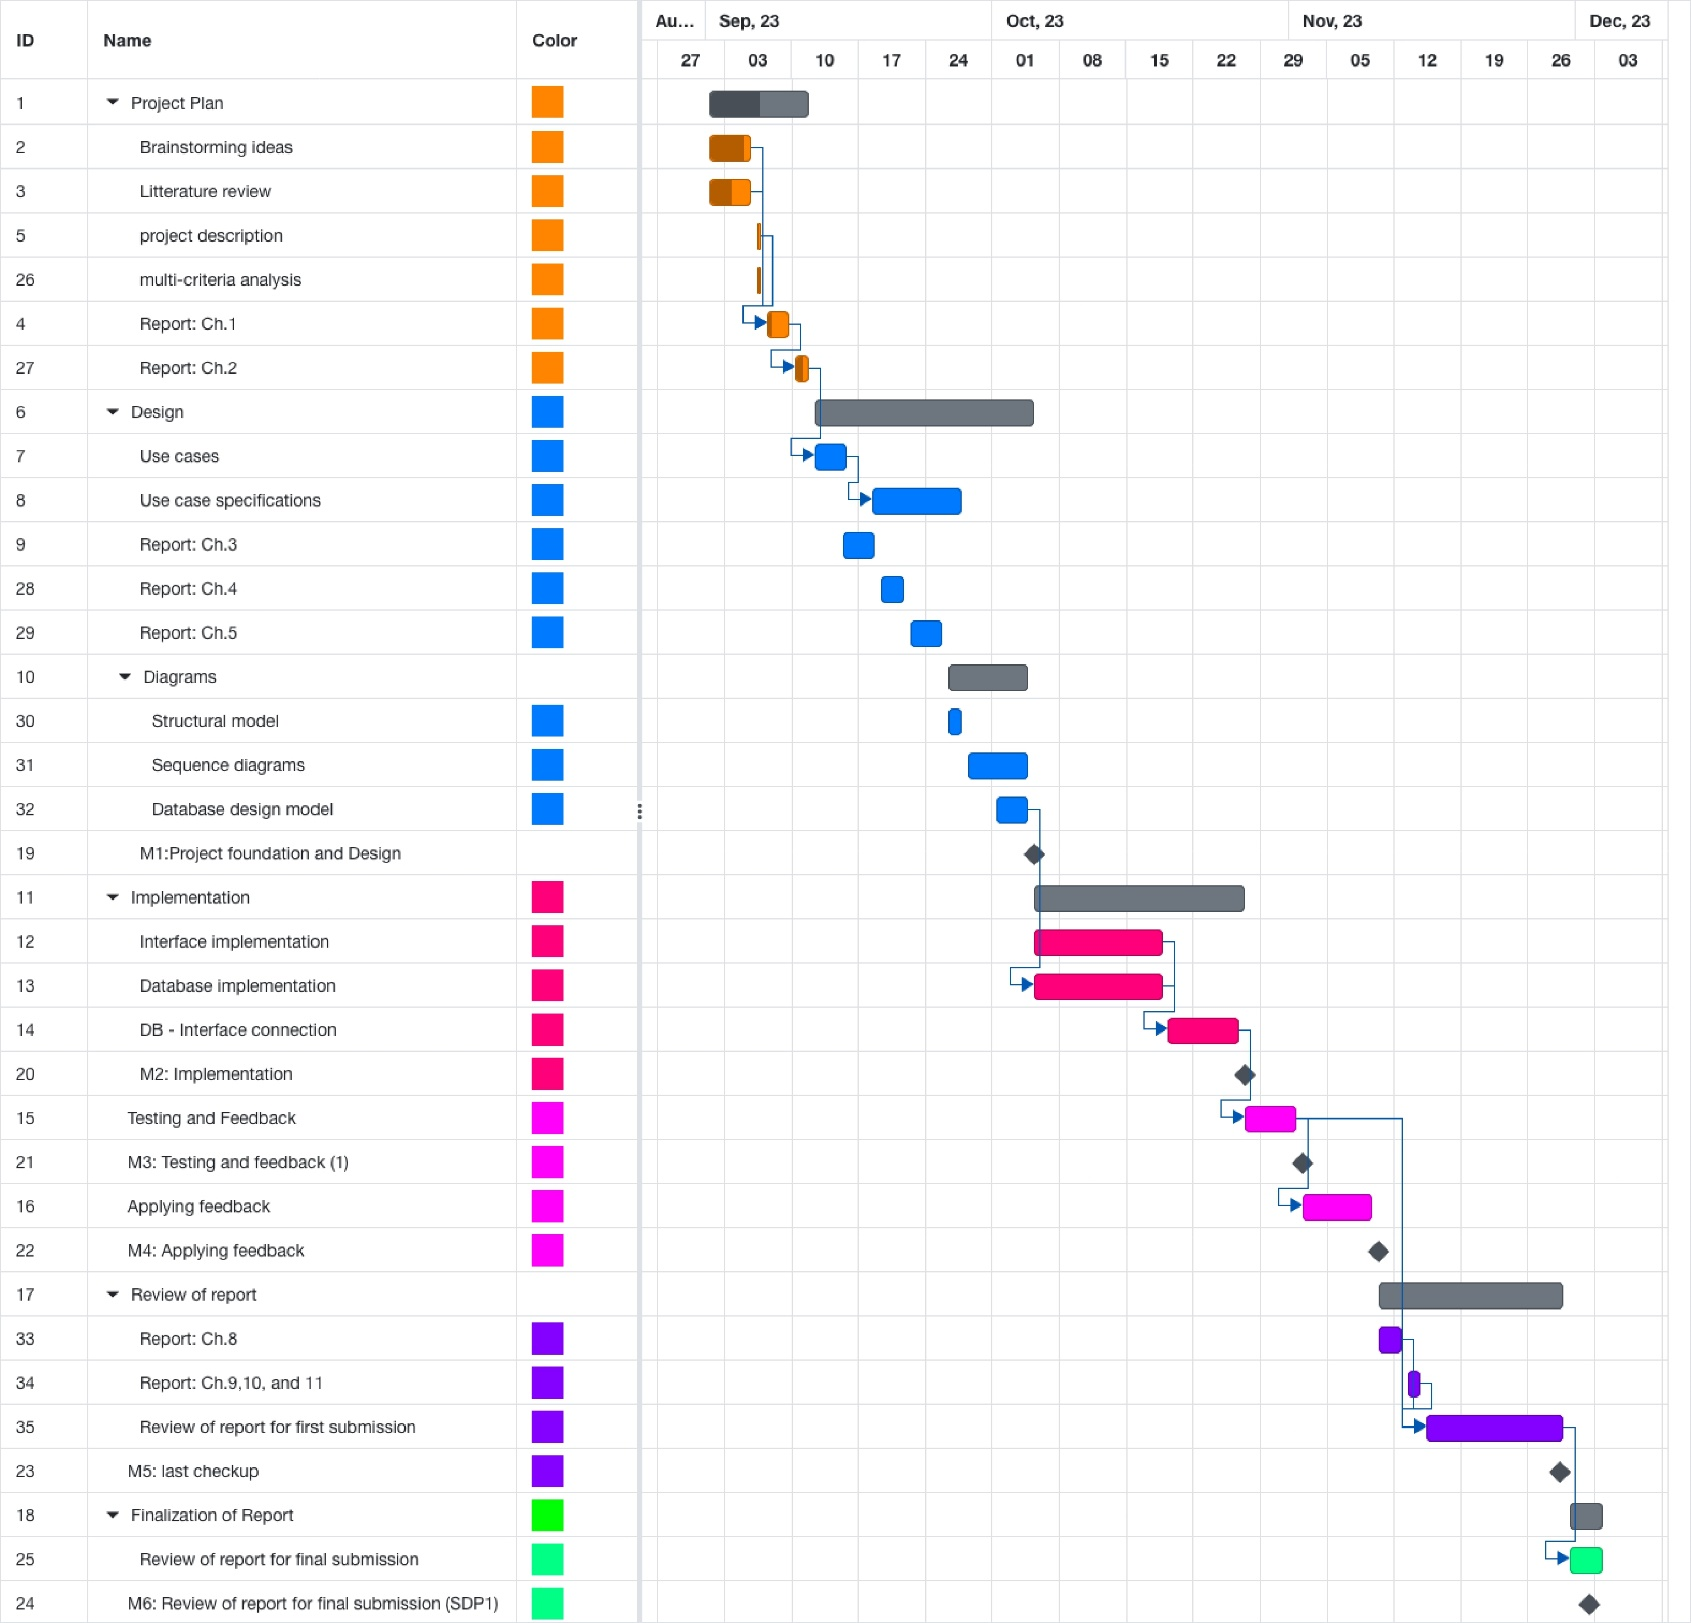 ID Name Color Au... Sep, 23 Oct, 23 Nov, 23 Dec, 23
27 03 10 17 24 01 08 15 22 29 05 12 19 26 03
1 Project Plan
2 Brainstorming ideas
3 Litterature review
5 project description
26 multi-criteria analysis
4 Report: Ch.1
27 Report: Ch.2
6 Design
7 Use cases
8 Use case specifications
9 Report: Ch.3
28 Report: Ch.4
29 Report: Ch.5
10 Diagrams
30 Structural model
31 Sequence diagrams
32 Database design model
19 M1:Project foundation and Design
11 Implementation
12 Interface implementation
13 Database implementation
14 DB - Interface connection
20 M2: Implementation
15 Testing and Feedback
21 M3: Testing and feedback (1)
16 Applying feedback
22 M4: Applying feedback
17 Review of report
33 Report: Ch.8
34 Report: Ch.9,10, and 11
35 Review of report for first submission
23 M5: last checkup
18 Finalization of Report
25 Review of report for final submission
24 M6: Review of report for final submission (SDP1)